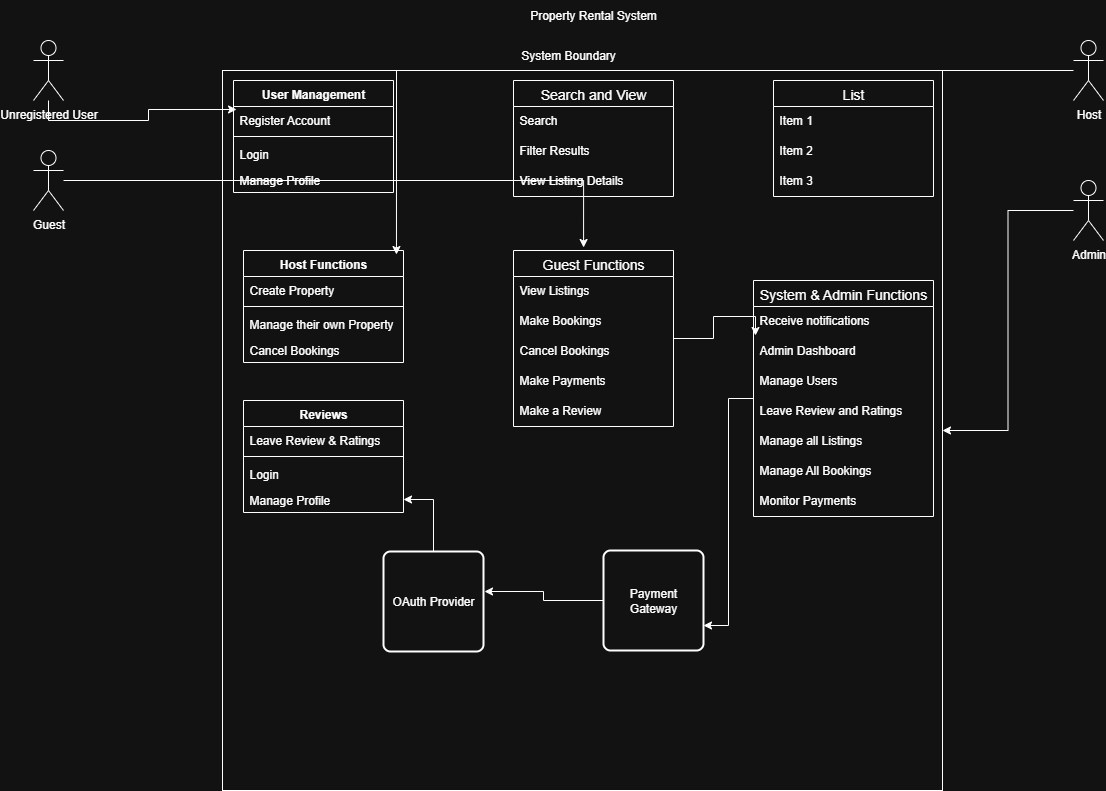 Property Rental System
System Boundary
Unregistered User
Guest
Host
Admin
User Management
Register Account
Login
Manage Profile
Search and View
Search
Filter Results
View Listing Details
List
Item 1
Item 2
Item 3
Host Functions
Create Property
Manage their own Property
Cancel Bookings
Guest Functions
View Listings
Make Bookings
Cancel Bookings
Make Payments
Make a Review
System & Admin Functions
Receive notifications
Admin Dashboard
Manage Users
Leave Review and Ratings
Manage all Listings
Manage All Bookings
Monitor Payments
Reviews
Leave Review & Ratings
Login
Manage Profile
OAuth Provider
Payment
Gateway